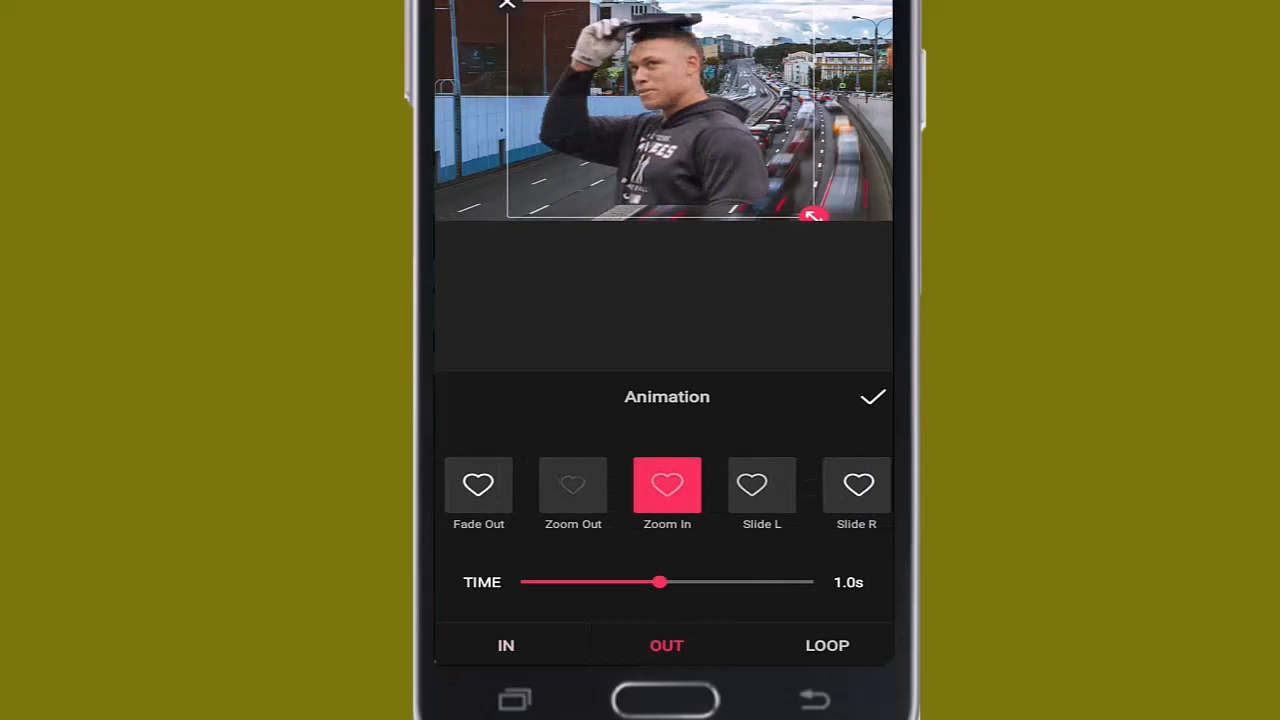 Animation
Fade Out
Zoom Out
Zoom In
Slide L
Slide R
TIME
1.0s
IN
OUT
LOOP